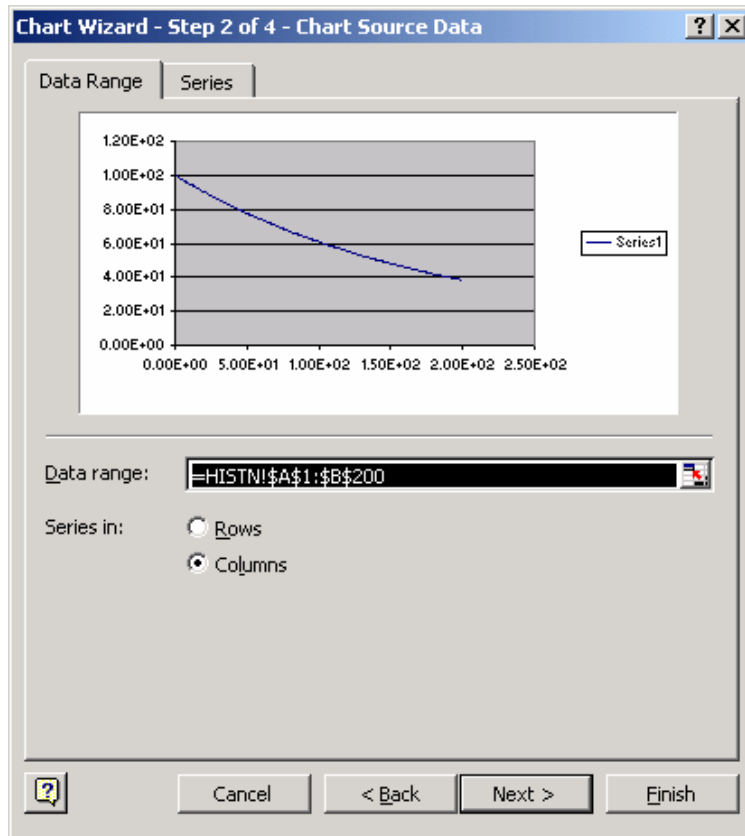 Chart Wizard - Step 2 of 4 - Chart Source Data
Data Range
Series
1.20E+02
1.00E+02
8.00E+01
6.00E+01
4.00E+01
2.00E+01
0.00E+00
0.00E+00 5.00E+01 1.00E+02 1.50E+02 2.00E+02 2.50E+02
Series1
Data range: =HISTN!$A$1:$B$200
Series in: Rows
Columns
Cancel < Back Next > Finish